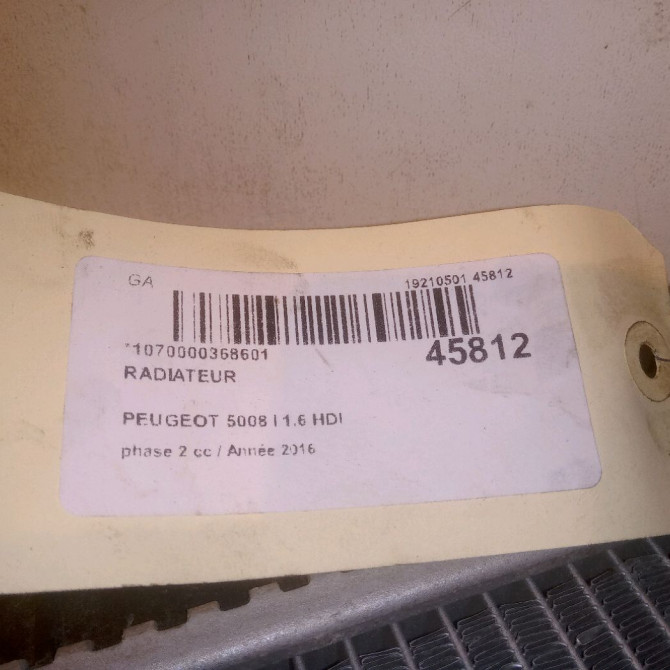 GA
19210501 45812
*1070000368601
45812
RADIATEUR
PEUGEOT 5008 I 1.6 HDI
phase 2 cc / Année 2016